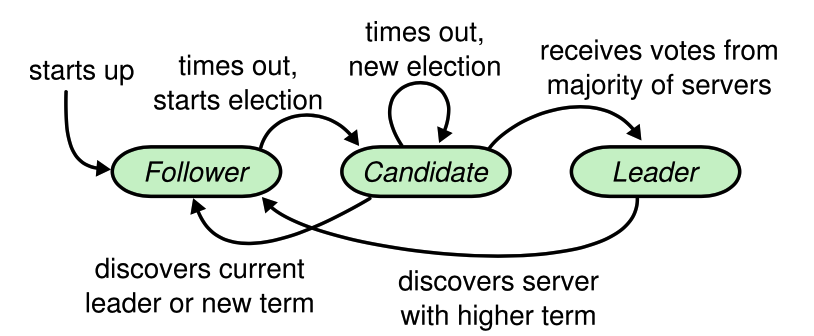 starts up
times out,
starts election
times out,
new election
receives votes from
majority of servers
Follower
Candidate
Leader
discovers current
leader or new term
discovers server
with higher term